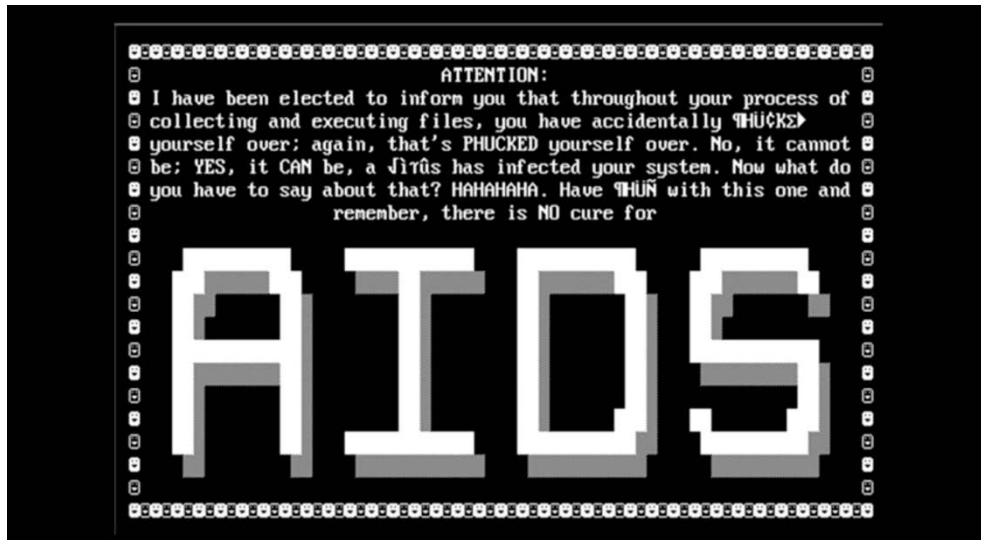 ATTENTION:
I have been elected to inform you that throughout your process of
collecting and executing files, you have accidentally ¶HÜ¢KΣ►
yourself over; again, that's PHUCKED yourself over. No, it cannot
be; YES, it CAN be, a √ìτûs has infected your system. Now what do
you have to say about that? HAHAHAHA. Have ¶HÜÑ with this one and
remember, there is NO cure for
AIDS